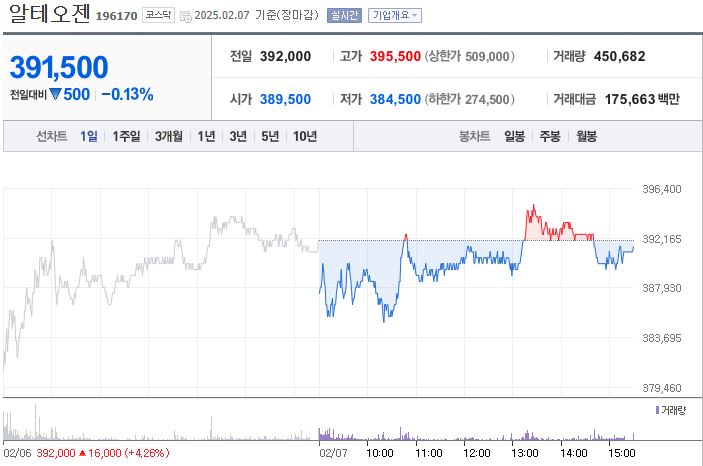 알테오젠 196170 코스닥 2025.02.07 기준(장마감) 실시간 기업개요
391,500
전일대비 ▼500 -0.13%
전일 392,000 고가 395,500 (상한가 509,000) 거래량 450,682
시가 389,500 저가 384,500 (하한가 274,500) 거래대금 175,663 백만
선차트 1일 1주일 3개월 1년 3년 5년 10년 봉차트 일봉 주봉 월봉
396,400
392,165
387,930
383,695
379,460
거래량
02/06 392,000 ▲16,000 (+4,26%) 02/07 10:00 11:00 12:00 13:00 14:00 15:00